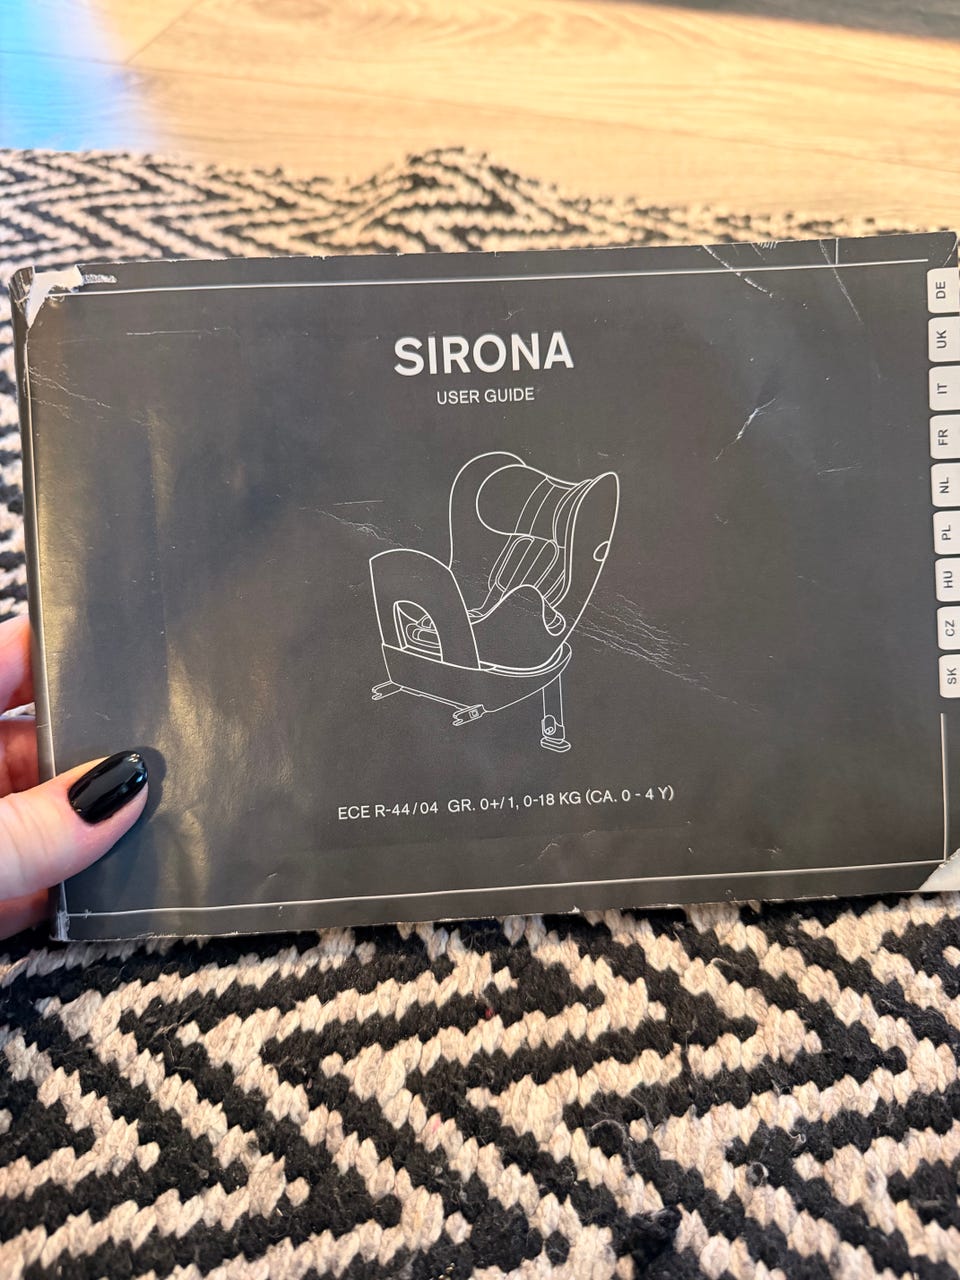 SIRONA
USER GUIDE
ECE R-44/04 GR. 0+/1, 0-18 KG (CA. 0 - 4 Y)
DE
UK
IT
FR
NL
PL
HU
CZ
SK